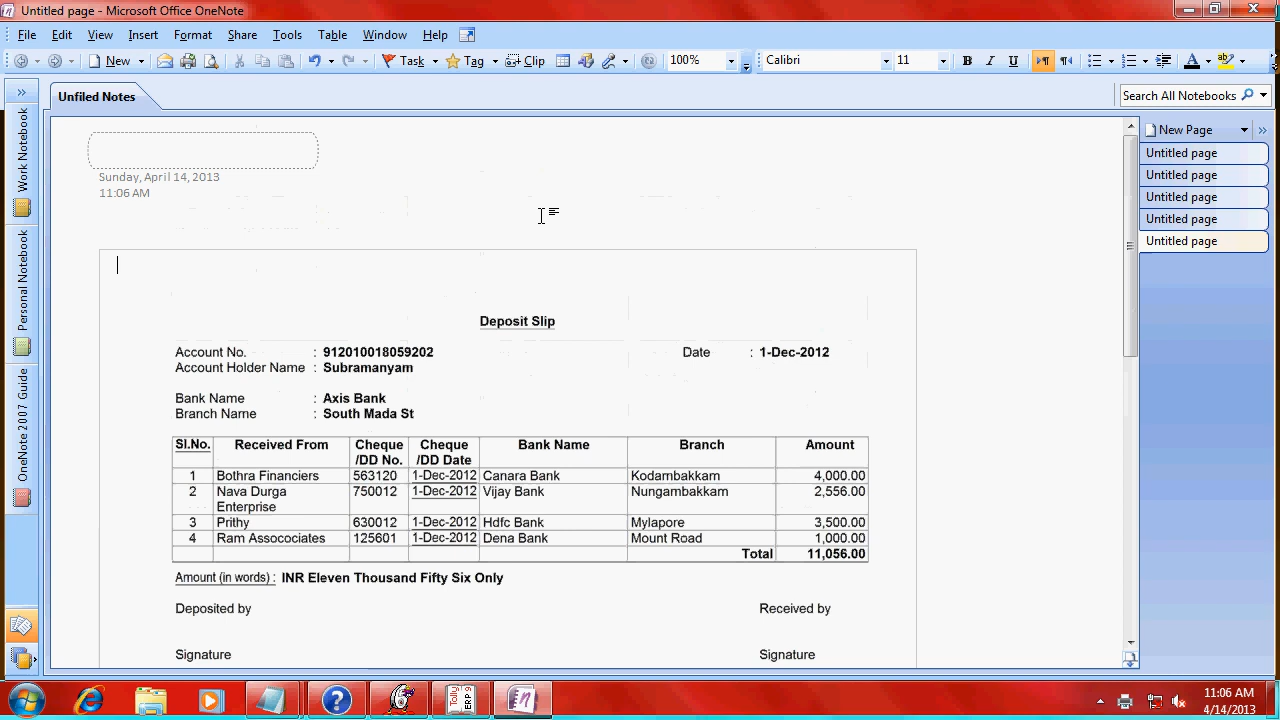 Untitled page - Microsoft Office OneNote
File Edit View Insert Format Share Tools Table Window Help
New Task Tag Clip 100% Calibri 11 B I U A ab
Unfiled Notes
Search All Notebooks
Work Notebook
Personal Notebook
OneNote 2007 Guide
New Page
Untitled page
Untitled page
Untitled page
Untitled page
Untitled page
Sunday, April 14, 2013
11:06 AM
Deposit Slip
Account No. : 912010018059202 Date : 1-Dec-2012
Account Holder Name : Subramanyam
Bank Name : Axis Bank
Branch Name : South Mada St
Sl.No. Received From Cheque Cheque Bank Name Branch Amount
/DD No. /DD Date
1 Bothra Financiers 563120 1-Dec-2012 Canara Bank Kodambakkam 4,000.00
2 Nava Durga 750012 1-Dec-2012 Vijay Bank Nungambakkam 2,556.00
Enterprise
3 Prithy 630012 1-Dec-2012 Hdfc Bank Mylapore 3,500.00
4 Ram Assocociates 125601 1-Dec-2012 Dena Bank Mount Road 1,000.00
Total 11,056.00
Amount (in words) : INR Eleven Thousand Fifty Six Only
Deposited by Received by
Signature Signature
Tally ERP 9
11:06 AM
4/14/2013